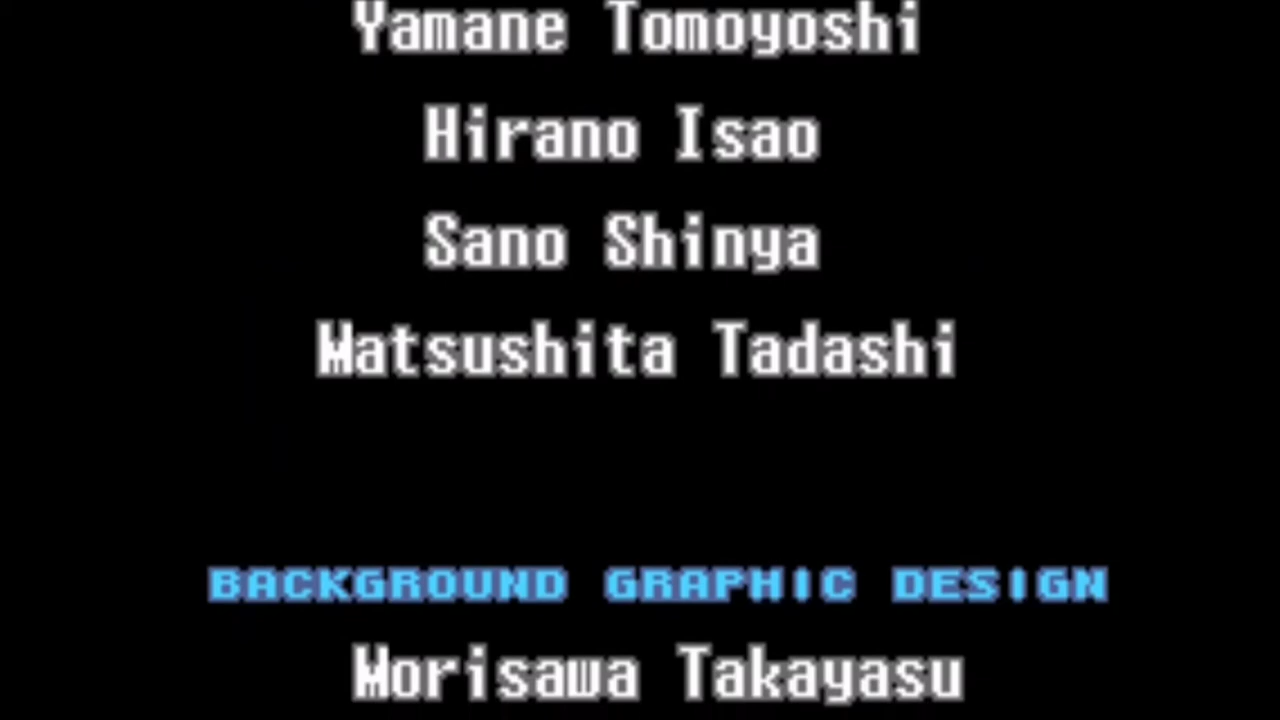 Yamane Tomoyoshi
Hirano Isao
Sano Shinya
Matsushita Tadashi
BACKGROUND GRAPHIC DESIGN
Morisawa Takayasu